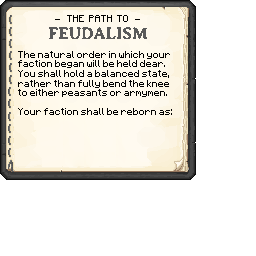 – THE PATH TO –
FEUDALISM
The natural order in which your
faction began will be held dear.
You shall hold a balanced state,
rather than fully bend the knee
to either peasants or armymen.
Your faction shall be reborn as: